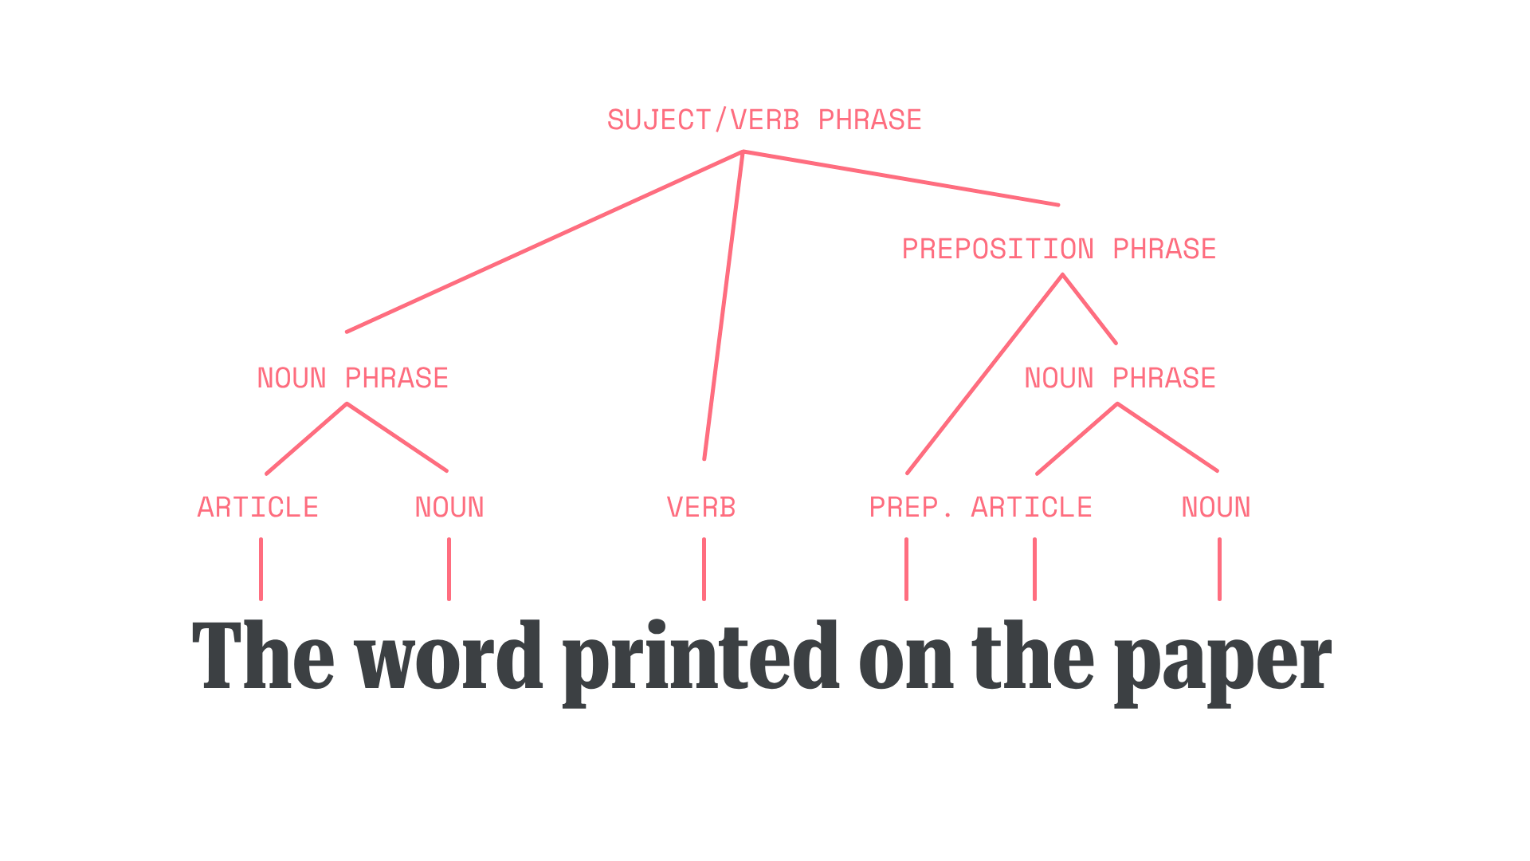 SUJECT/VERB PHRASE
PREPOSITION PHRASE
NOUN PHRASE NOUN PHRASE
ARTICLE NOUN VERB PREP. ARTICLE NOUN
The word printed on the paper